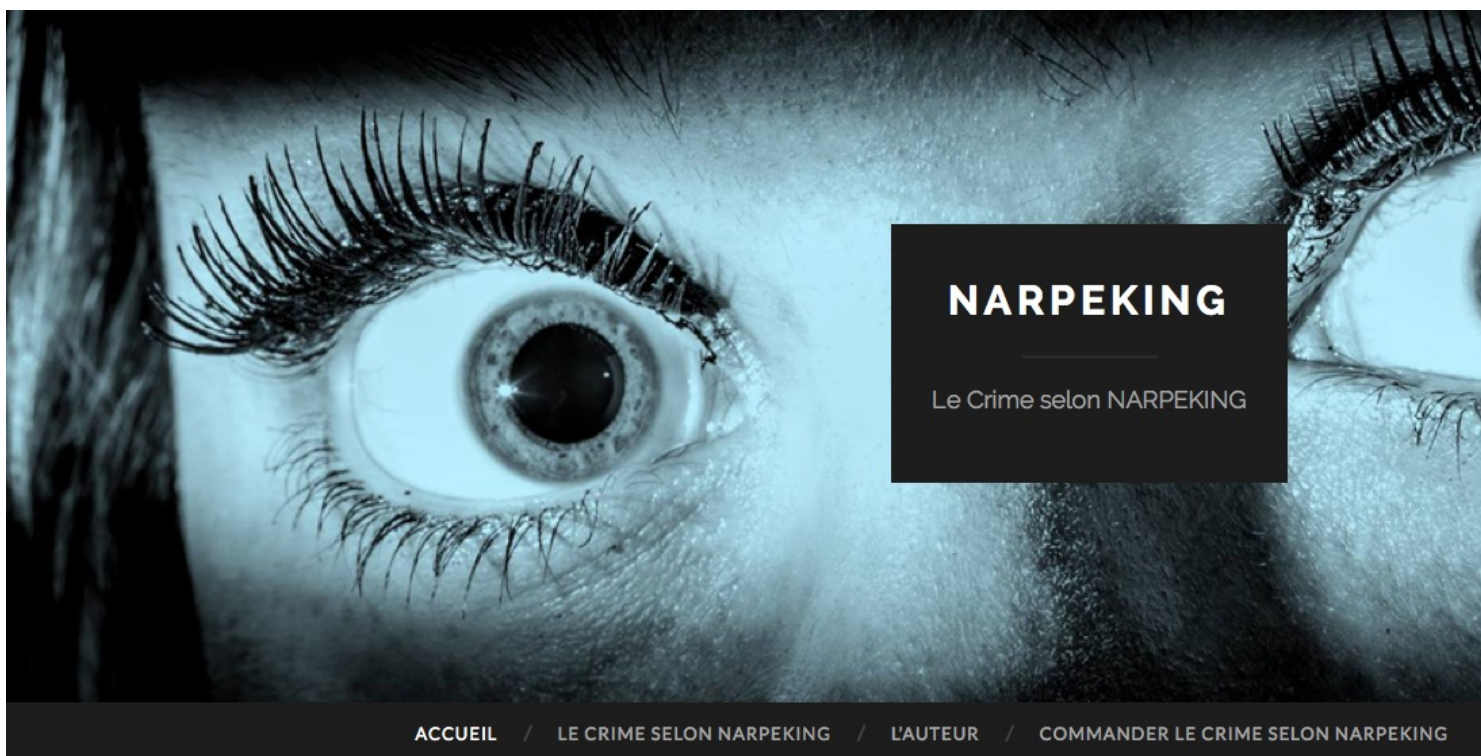 NARPEKING
Le Crime selon NARPEKING
ACCUEIL / LE CRIME SELON NARPEKING / L'AUTEUR / COMMANDER LE CRIME SELON NARPEKING